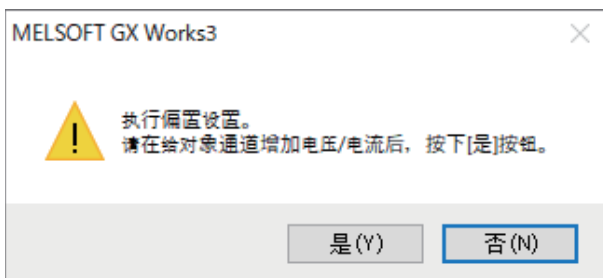 MELSOFT GX Works3
执行偏置设置。
请在给对象通道增加电压/电流后，按下[是]按钮。
是(Y)
否(N)